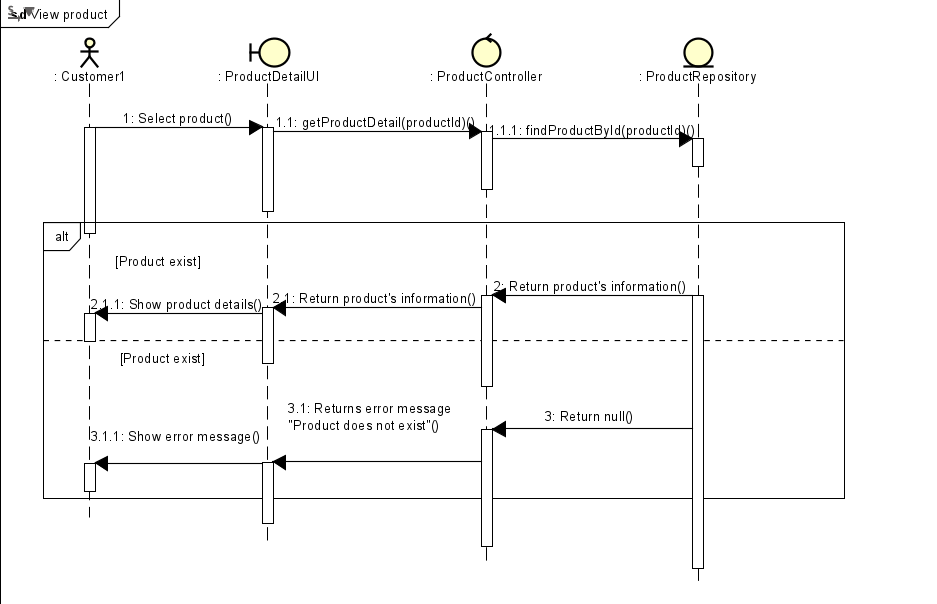 sd View product
: Customer1
: ProductDetailUI
: ProductController
: ProductRepository
1: Select product()
1.1: getProductDetail(productId)()
1.1.1: findProductById(productId)()
alt
[Product exist]
2: Return product's information()
2.1: Return product's information()
2.1.1: Show product details()
[Product exist]
3: Return null()
3.1: Returns error message
"Product does not exist"()
3.1.1: Show error message()